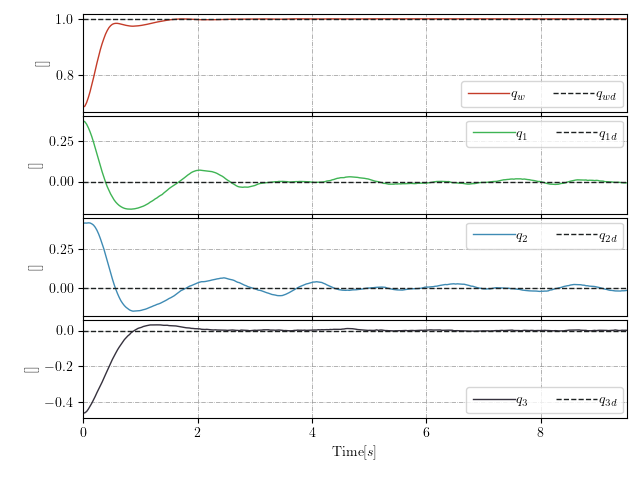 1.0
0.8
[]
q_w q_{wd}
0.25
0.00
[]
q_1 q_{1d}
0.25
0.00
[]
q_2 q_{2d}
0.0
−0.2
−0.4
[]
q_3 q_{3d}
0 2 4 6 8
Time[s]